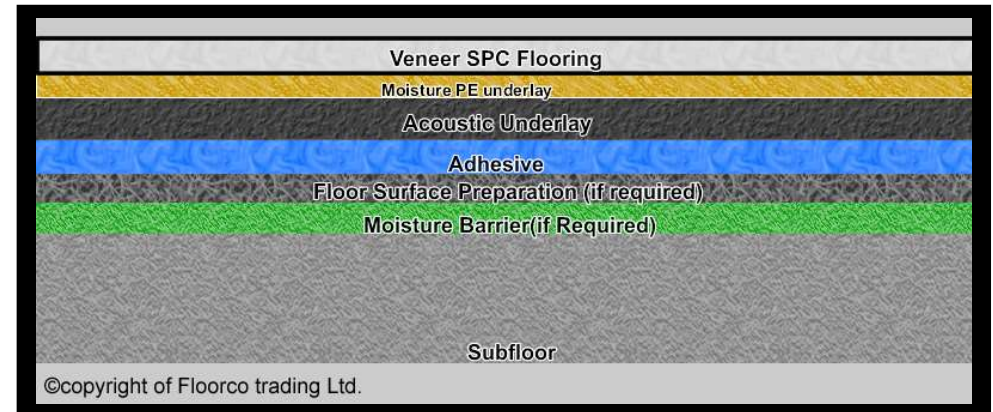 Veneer SPC Flooring
Moisture PE underlay
Acoustic Underlay
Adhesive
Floor Surface Preparation (if required)
Moisture Barrier(if Required)
Subfloor
©copyright of Floorco trading Ltd.